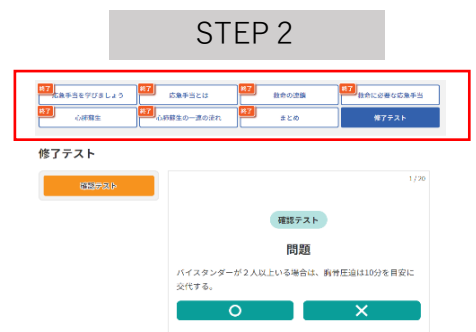 STEP 2
終了 応急手当を学びましょう
終了 応急手当とは
終了 救命の連鎖
終了 救命に必要な応急手当
終了 心肺蘇生
終了 心肺蘇生の一連の流れ
終了 まとめ
修了テスト
修了テスト
確認テスト
1/20
確認テスト
問題
バイスタンダーが2人以上いる場合は、胸骨圧迫は10分を目安に
交代する。